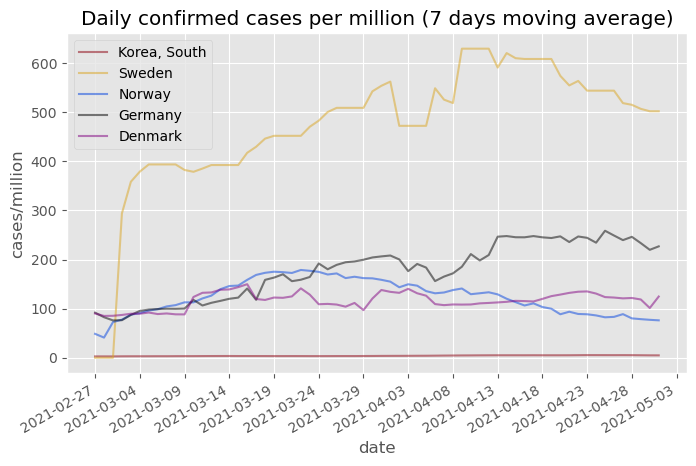 Daily confirmed cases per million (7 days moving average)
Korea, South
Sweden
Norway
Germany
Denmark
cases/million
600
500
400
300
200
100
0
2021-02-27
2021-03-04
2021-03-09
2021-03-14
2021-03-19
2021-03-24
2021-03-29
2021-04-03
2021-04-08
2021-04-13
2021-04-18
2021-04-23
2021-04-28
2021-05-03
date